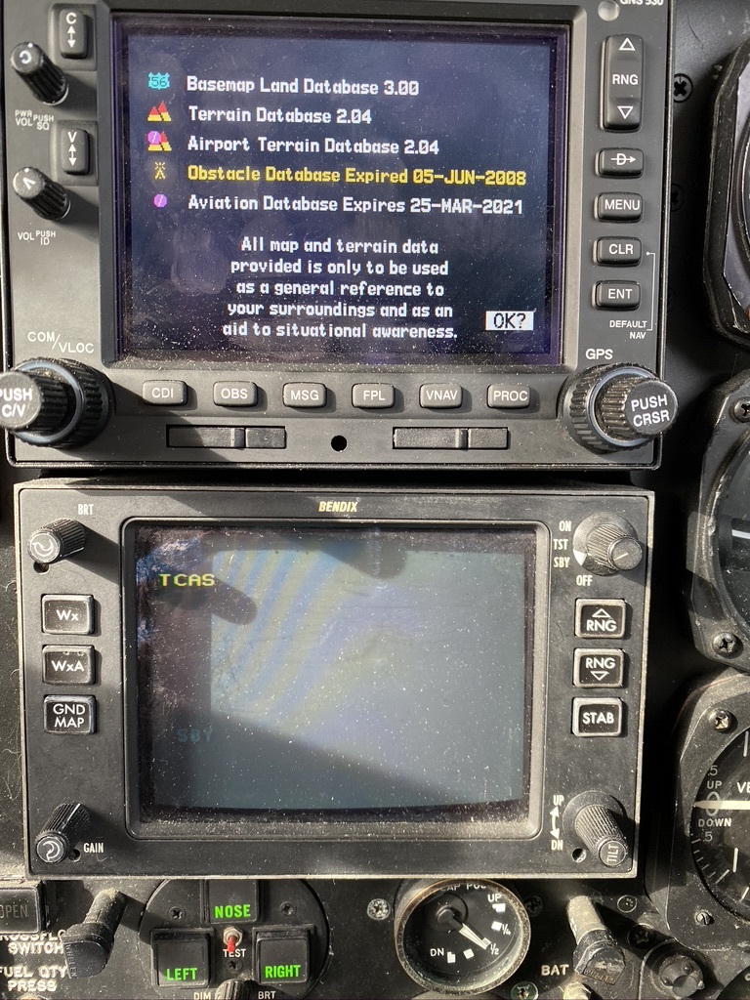 GNS 530
C
PWR
VOL PUSH
SQ
V
VOL PUSH
ID
COM/VLOC
PUSH
C/V
Basemap Land Database 3.00
Terrain Database 2.04
Airport Terrain Database 2.04
Obstacle Database Expired 05-JUN-2008
Aviation Database Expires 25-MAR-2021
All map and terrain data
provided is only to be used
as a general reference to
your surroundings and as an
aid to situational awareness.
OK?
RNG
D
MENU
CLR
ENT
DEFAULT
NAV
GPS
PUSH
CRSR
CDI
OBS
MSG
FPL
VNAV
PROC
BENDIX
BRT
Wx
WxA
GND
MAP
GAIN
TCAS
SBY
ON
TST
SBY
OFF
RNG
RNG
STAB
UP
DN
TILT
.5
UP
DOWN
.5
OPEN
SWITCH
FUEL QTY
PRESS
NOSE
TEST
LEFT
RIGHT
DIM
BRT
UP
1/2
DN
BAT